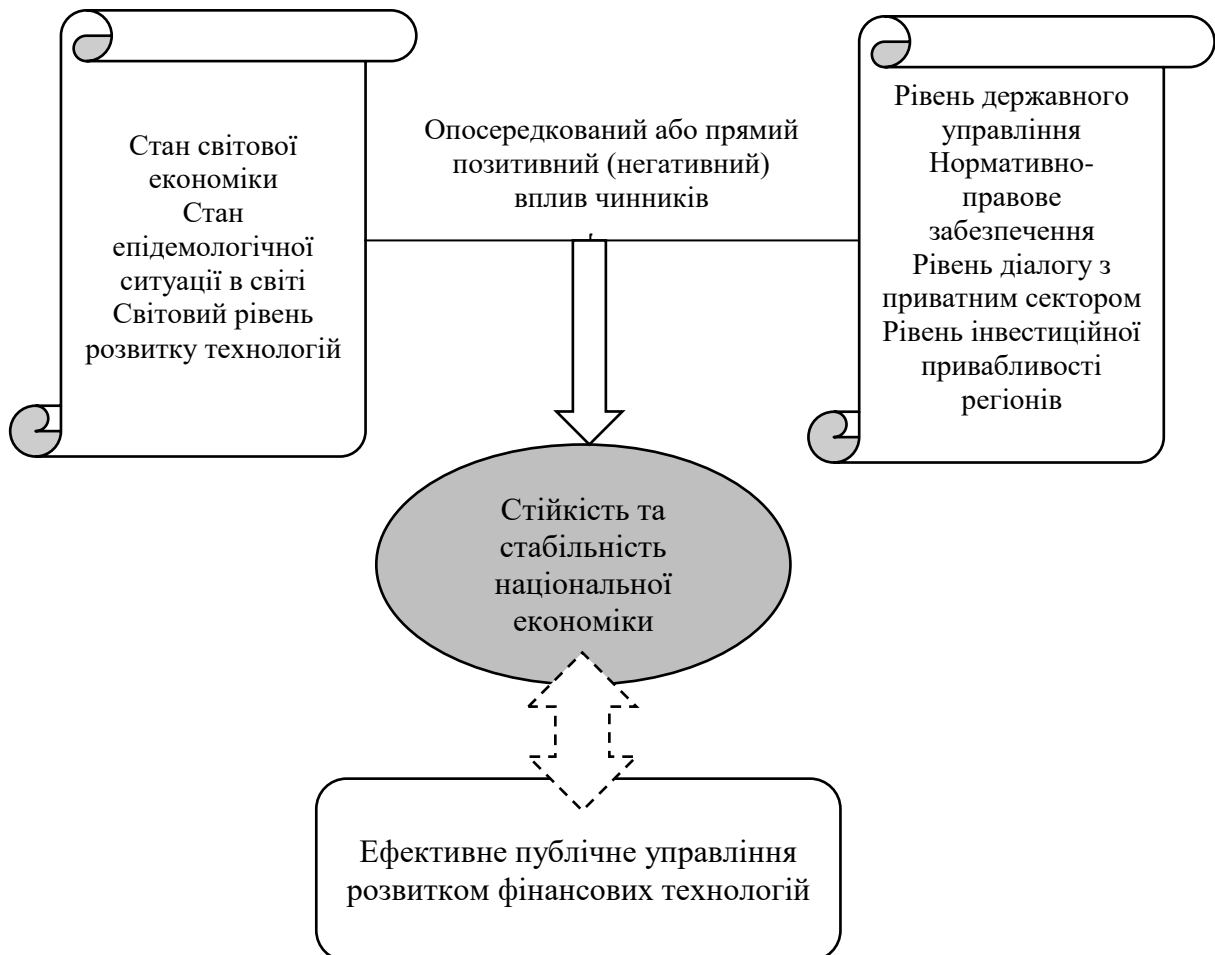 Стан світової
економіки
Стан
епідемологічної
ситуації в світі
Світовий рівень
розвитку технологій
Опосередкований або прямий
позитивний (негативний)
вплив чинників
Рівень державного
управління
Нормативно-
правове
забезпечення
Рівень діалогу з
приватним сектором
Рівень інвестиційної
привабливості
регіонів
Стійкість та
стабільність
національної
економіки
Ефективне публічне управління
розвитком фінансових технологій